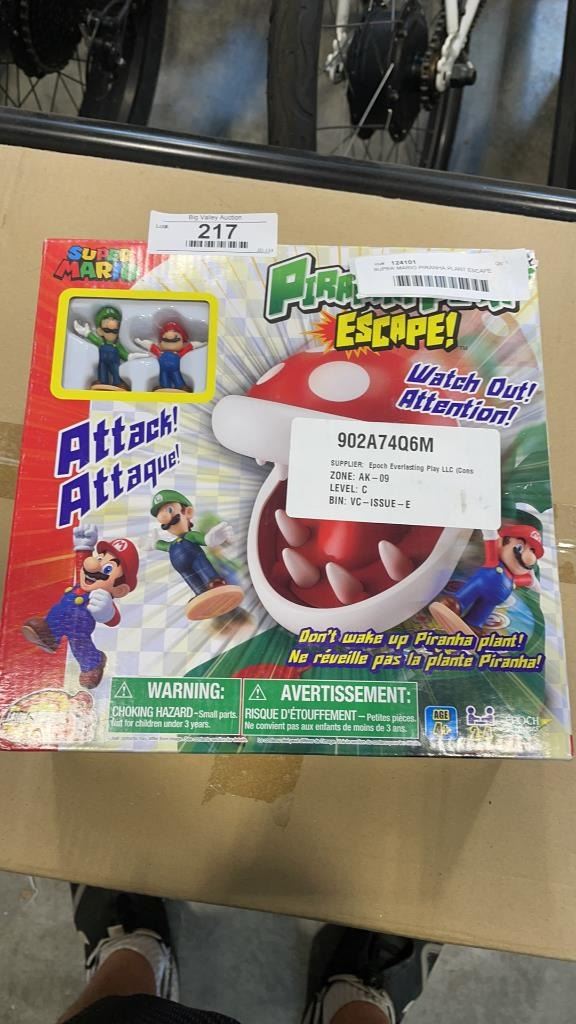 Big Valley Auction
217
124101
SUPER MARIO PIRANHA PLANT ESCAPE
SUPER
MARIO
ESCAPE!
Watch Out!
Attention!
Attack!
Attaque!
902A74Q6M
SUPPLIER: Epoch Everlasting Play LLC (Cons
ZONE: AK-09
LEVEL: C
BIN: VC-ISSUE-E
Don't wake up Piranha plant!
Ne réveille pas la plante Piranha!
WARNING:
CHOKING HAZARD-Small parts.
Not for children under 3 years.
AVERTISSEMENT:
RISQUE D'ÉTOUFFEMENT-Petites pièces.
Ne convient pas aux enfants de moins de 3 ans.
AGE
4+
2-4
EPOCH